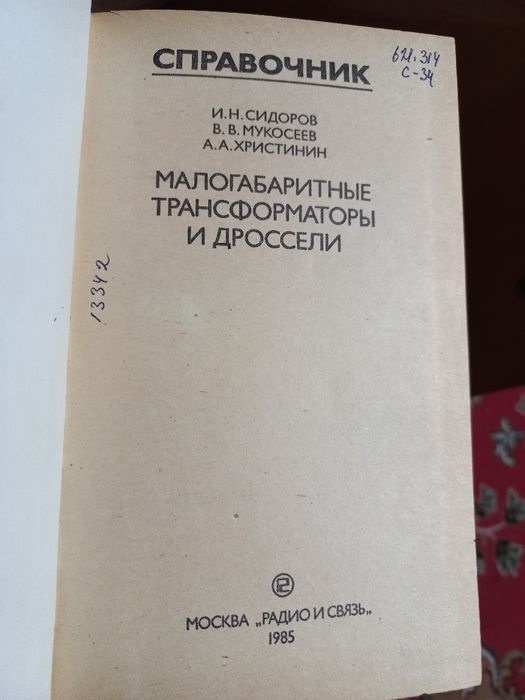 СПРАВОЧНИК
621.314
С-34
И.Н.СИДОРОВ
В.В.МУКОСЕЕВ
А.А.ХРИСТИНИН
МАЛОГАБАРИТНЫЕ
ТРАНСФОРМАТОРЫ
И ДРОССЕЛИ
13342
МОСКВА „РАДИО И СВЯЗЬ„
1985